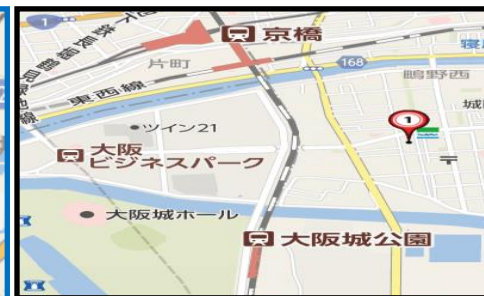 1
京橋
片町
168
鴫野西
東西線
ツイン21
1
大阪
ビジネスパーク
大阪城ホール
大阪城公園